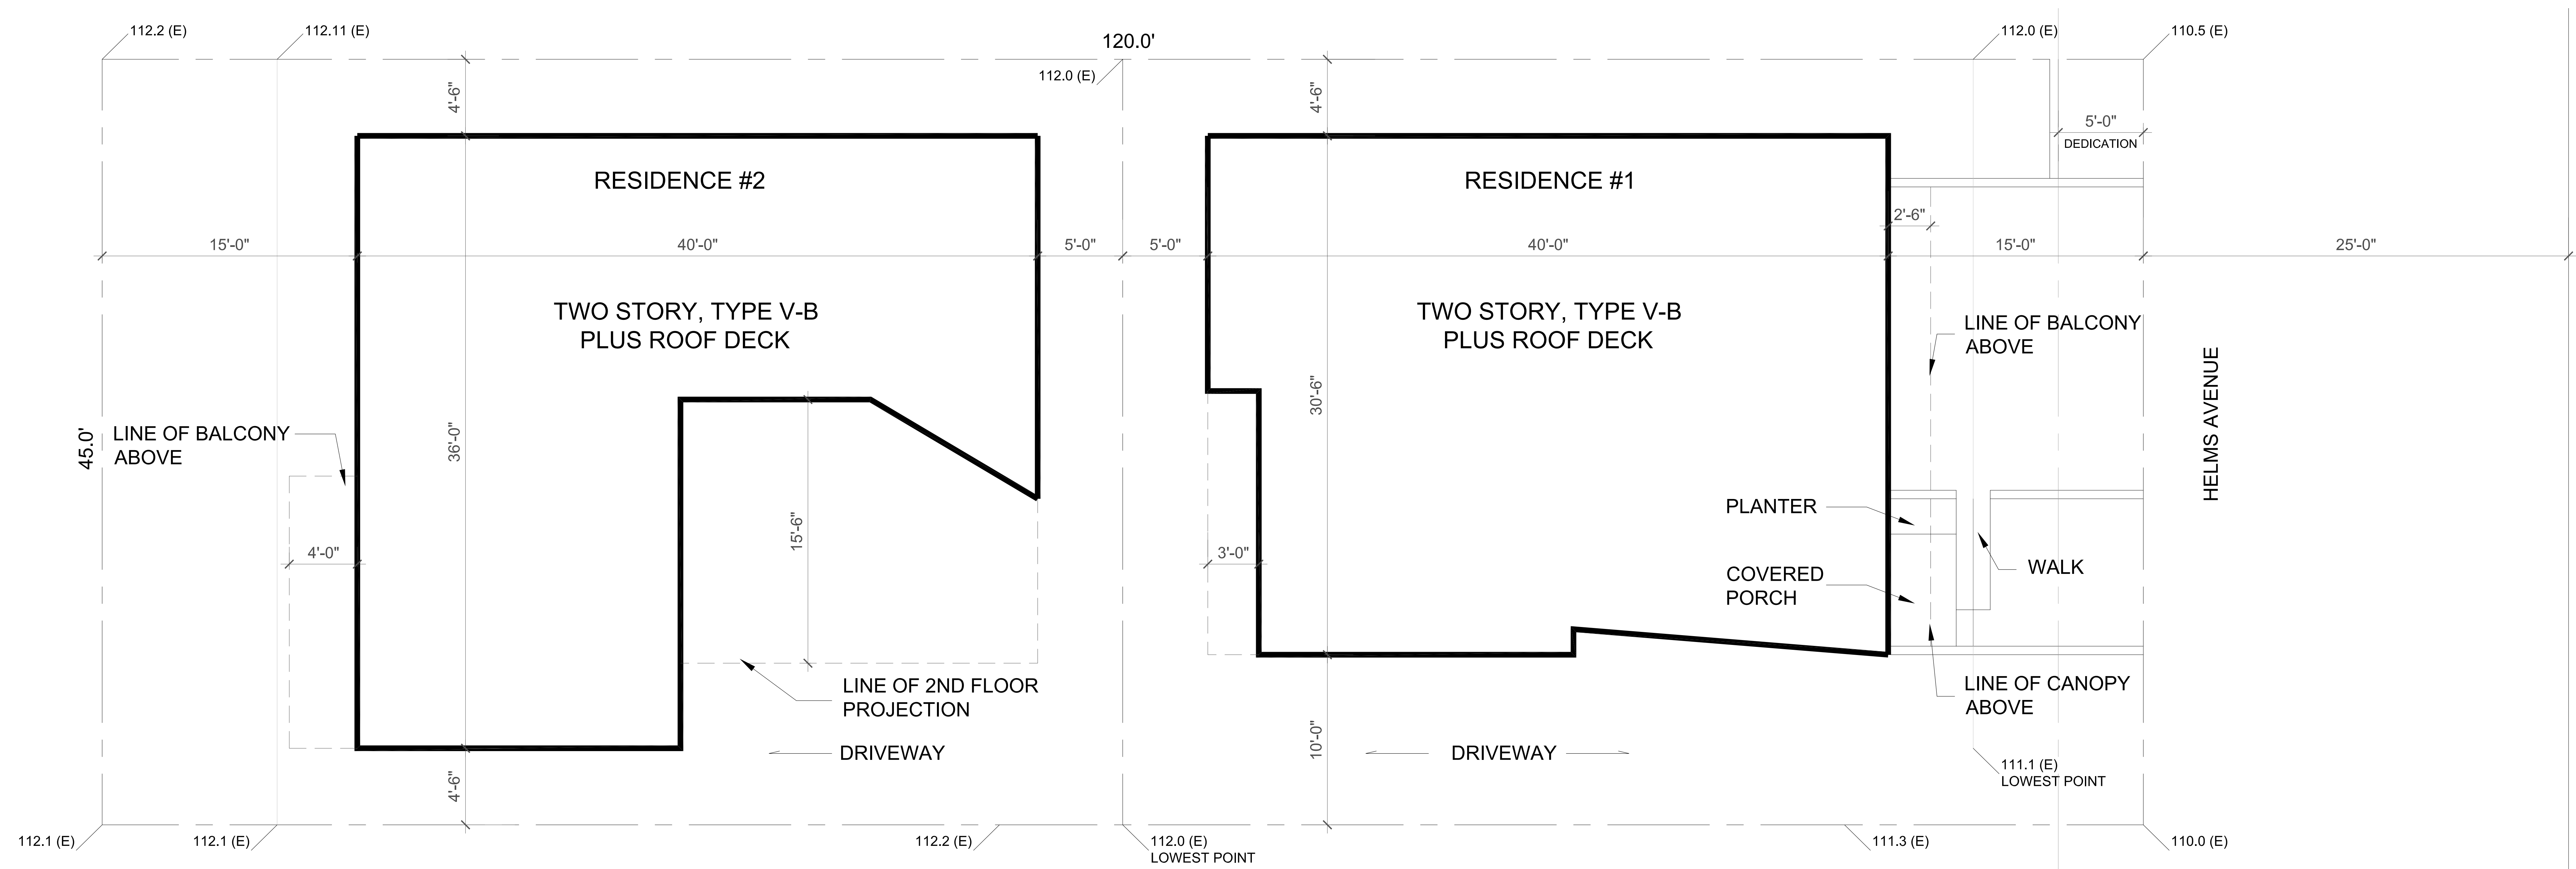 112.2 (E)
112.11 (E)
120.0'
112.0 (E)
112.0 (E)
110.5 (E)
4'-6"
4'-6"
5'-0"
DEDICATION
RESIDENCE #2
RESIDENCE #1
2'-6"
15'-0"
40'-0"
5'-0"
5'-0"
40'-0"
15'-0"
25'-0"
TWO STORY, TYPE V-B
PLUS ROOF DECK
TWO STORY, TYPE V-B
PLUS ROOF DECK
LINE OF BALCONY
ABOVE
HELMS AVENUE
45.0'
LINE OF BALCONY
ABOVE
36'-0"
30'-6"
15'-6"
4'-0"
3'-0"
PLANTER
WALK
COVERED
PORCH
LINE OF 2ND FLOOR
PROJECTION
LINE OF CANOPY
ABOVE
DRIVEWAY
DRIVEWAY
10'-0"
4'-6"
111.1 (E)
LOWEST POINT
112.1 (E)
112.1 (E)
112.2 (E)
112.0 (E)
LOWEST POINT
111.3 (E)
110.0 (E)